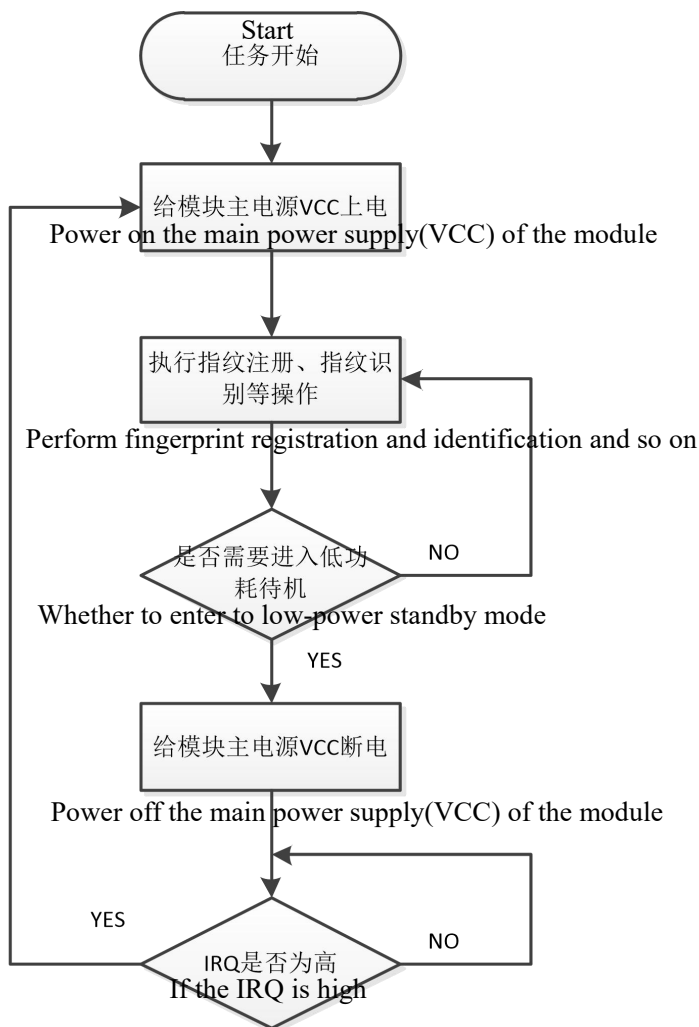 Start
任务开始
给模块主电源VCC上电
Power on the main power supply(VCC) of the module
执行指纹注册、指纹识
别等操作
Perform fingerprint registration and identification and so on
是否需要进入低功
耗待机
NO
Whether to enter to low-power standby mode
YES
给模块主电源VCC断电
Power off the main power supply(VCC) of the module
YES
NO
IRQ是否为高
If the IRQ is high